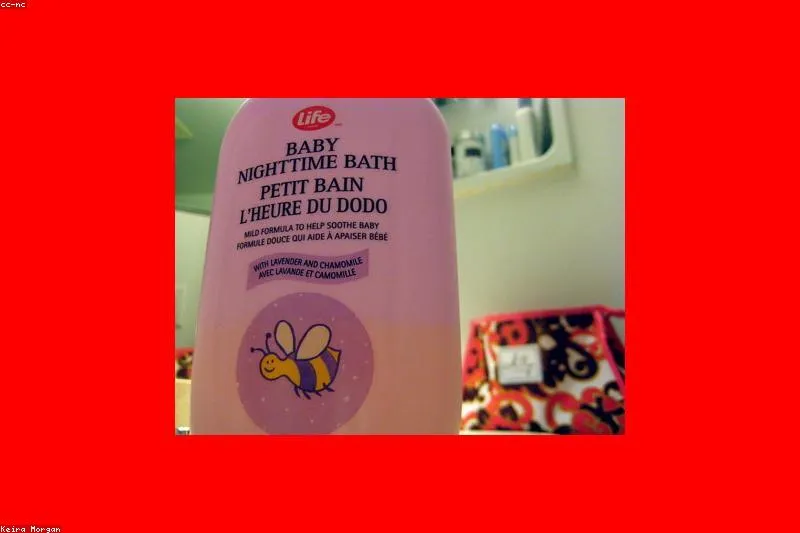 cc-nc
Life
BABY
NIGHTTIME BATH
PETIT BAIN
L'HEURE DU DODO
MILD FORMULA TO HELP SOOTHE BABY
FORMULE DOUCE QUI AIDE À APAISER BÉBÉ
WITH LAVENDER AND CHAMOMILE
AVEC LAVANDE ET CAMOMILLE
Keira Morgan